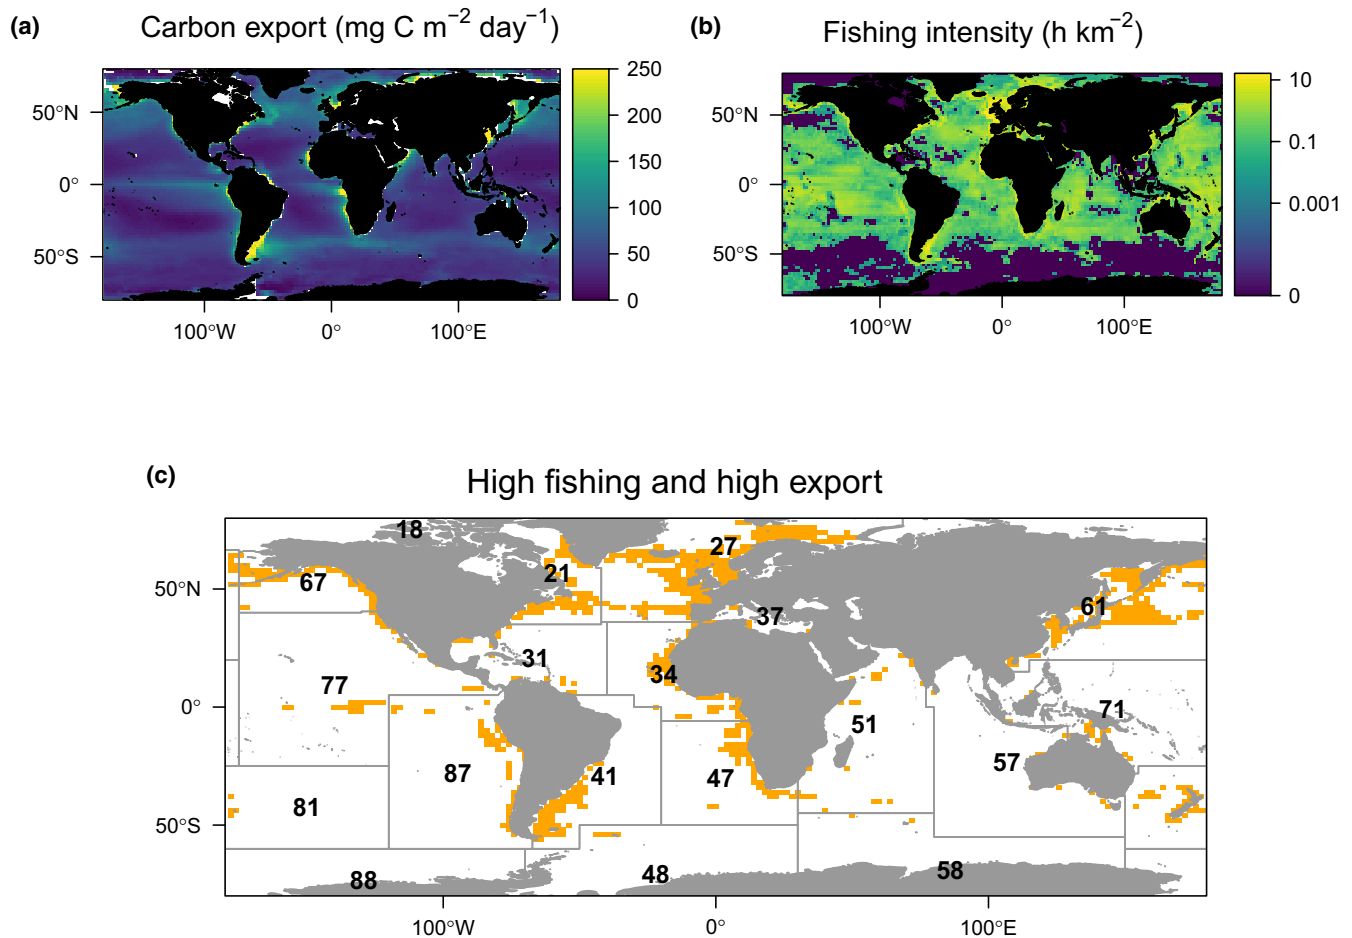 (a) Carbon export (mg C m−2 day−1)
50°N
0°
50°S
100°W 0° 100°E
250
200
150
100
50
0
(b) Fishing intensity (h km−2)
50°N
0°
50°S
100°W 0° 100°E
10
0.1
0.001
0
(c) High fishing and high export
18
27
21
67
50°N
61
37
31
34
77
0°
71
51
57
87 41 47
81
50°S
88 48 58
100°W 0° 100°E